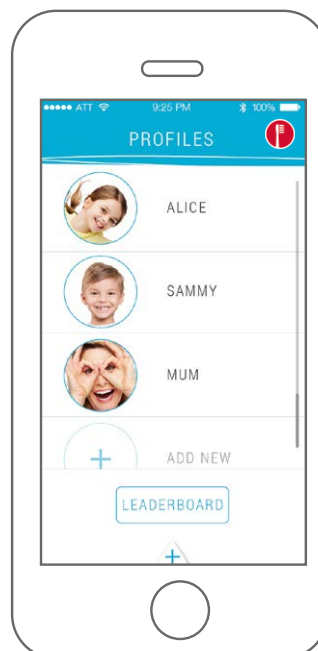 ATT 9:25 PM 100%
PROFILES
ALICE
SAMMY
MUM
ADD NEW
LEADERBOARD